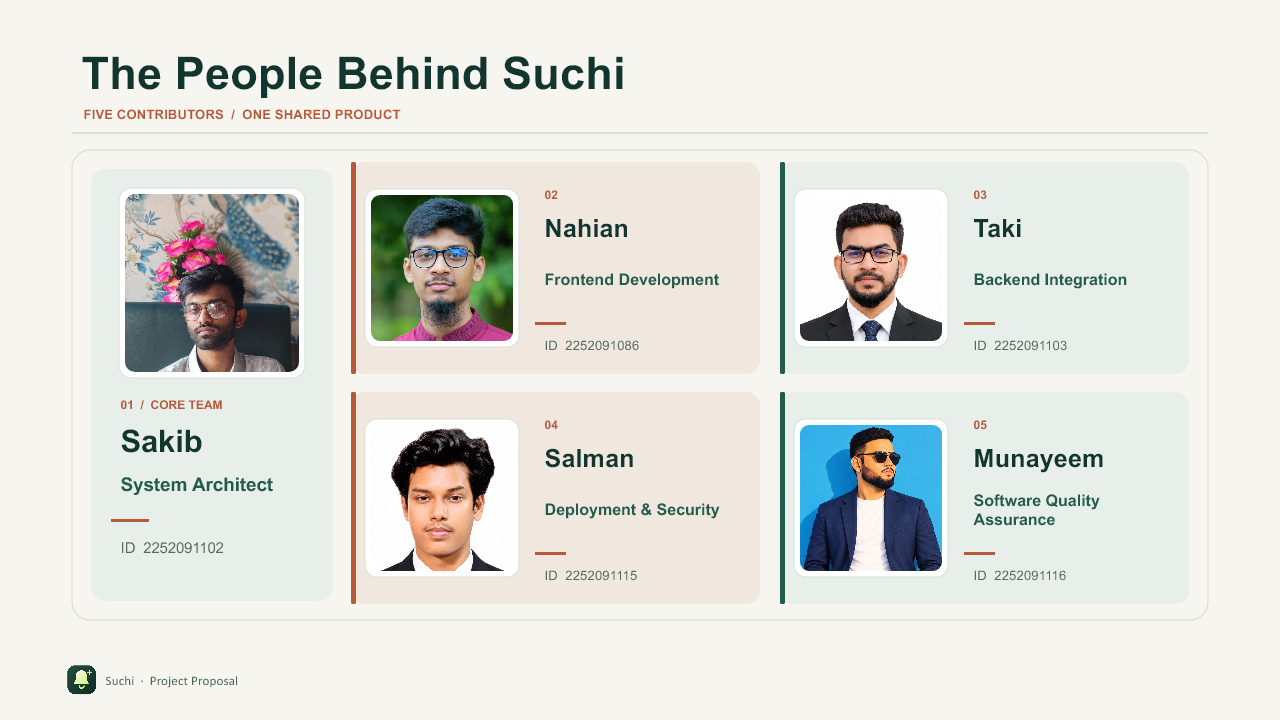 The People Behind Suchi
FIVE CONTRIBUTORS / ONE SHARED PRODUCT
01 / CORE TEAM
Sakib
System Architect
ID 2252091102
02
Nahian
Frontend Development
ID 2252091086
03
Taki
Backend Integration
ID 2252091103
04
Salman
Deployment & Security
ID 2252091115
05
Munayeem
Software Quality
Assurance
ID 2252091116
Suchi · Project Proposal